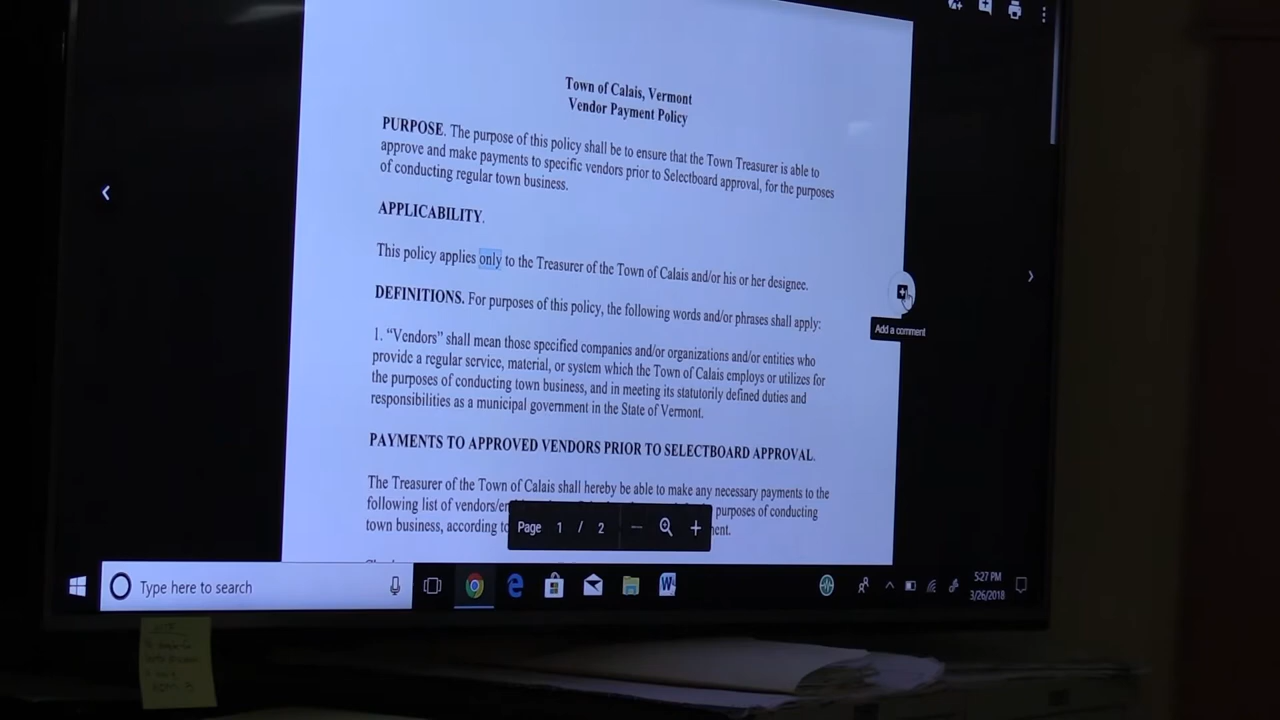 Town of Calais, Vermont
Vendor Payment Policy
PURPOSE. The purpose of this policy shall be to ensure that the Town Treasurer is able to
approve and make payments to specific vendors prior to Selectboard approval, for the purposes
of conducting regular town business.
APPLICABILITY.
This policy applies only to the Treasurer of the Town of Calais and/or his or her designee.
Add a comment
DEFINITIONS. For purposes of this policy, the following words and/or phrases shall apply:
1. “Vendors” shall mean those specified companies and/or organizations and/or entities who
provide a regular service, material, or system which the Town of Calais employs or utilizes for
the purposes of conducting town business, and in meeting its statutorily defined duties and
responsibilities as a municipal government in the State of Vermont.
PAYMENTS TO APPROVED VENDORS PRIOR TO SELECTBOARD APPROVAL.
The Treasurer of the Town of Calais shall hereby be able to make any necessary payments to the
following list of purposes of conducting
town business, according to
Page 1 / 2
Type here to search
5:27 PM
3/26/2018